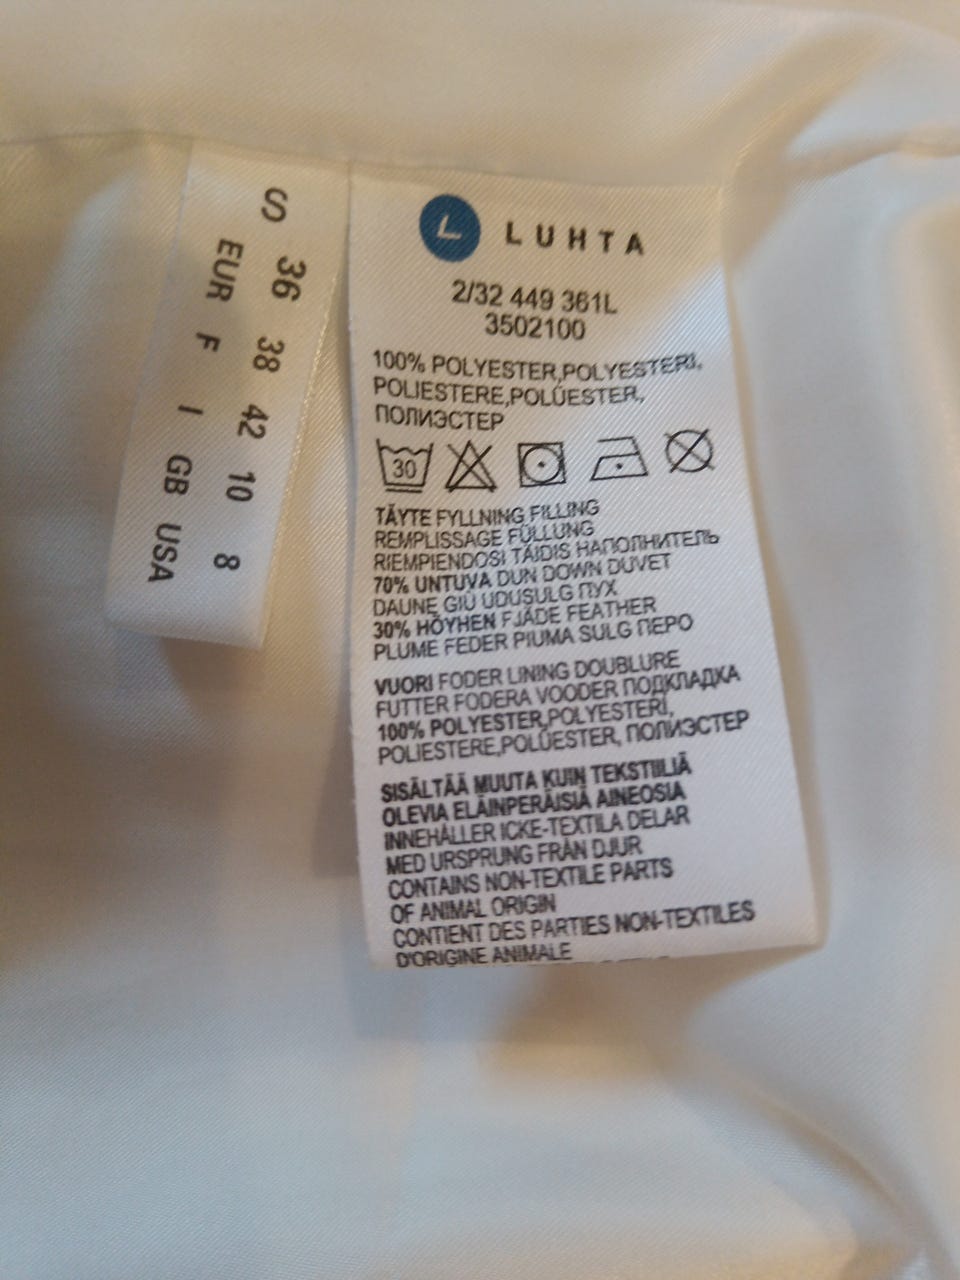 S 36 38 42 10 8
EUR F I GB USA
L LUHTA
2/32 449 361L
3502100
100% POLYESTER,POLYESTERI,
POLIESTERE,POLÜESTER,
ПОЛИЭСТЕР
30
TÄYTE FYLLNING FILLING
REMPLISSAGE FÜLLUNG
RIEMPIENDOSI TÄIDIS НАПОЛНИТЕЛЬ
70% UNTUVA DUN DOWN DUVET
DAUNE GIÙ UDUSULG ПУХ
30% HÖYHEN FJÄDE FEATHER
PLUME FEDER PIUMA SULG ПЕРО
VUORI FODER LINING DOUBLURE
FUTTER FODERA VOODER ПОДКЛАДКА
100% POLYESTER,POLYESTERI,
POLIESTERE,POLÜESTER, ПОЛИЭСТЕР
SISÄLTÄÄ MUUTA KUIN TEKSTIILIÄ
OLEVIA ELÄINPERÄISIÄ AINEOSIA
INNEHÅLLER ICKE-TEXTILA DELAR
MED URSPRUNG FRÅN DJUR
CONTAINS NON-TEXTILE PARTS
OF ANIMAL ORIGIN
CONTIENT DES PARTIES NON-TEXTILES
D'ORIGINE ANIMALE